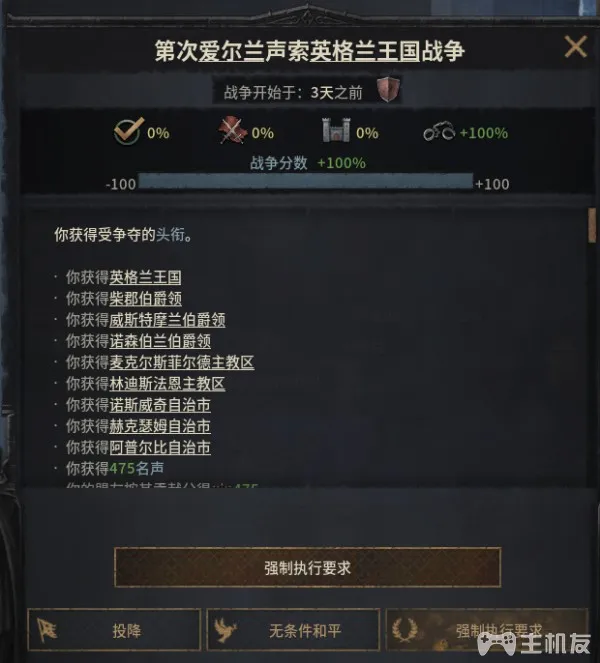 第次爱尔兰声索英格兰王国战争
战争开始于：3天之前
0% 0% 0% +100%
战争分数 +100%
-100 +100
你获得受争夺的头衔。
· 你获得英格兰王国
· 你获得柴郡伯爵领
· 你获得威斯特摩兰伯爵领
· 你获得诺森伯兰伯爵领
· 你获得麦克尔斯菲尔德主教区
· 你获得林迪斯法恩主教区
· 你获得诺斯威奇自治市
· 你获得赫克瑟姆自治市
· 你获得阿普尔比自治市
· 你获得475名声
强制执行要求
投降 无条件和平 强制执行要求
主机友